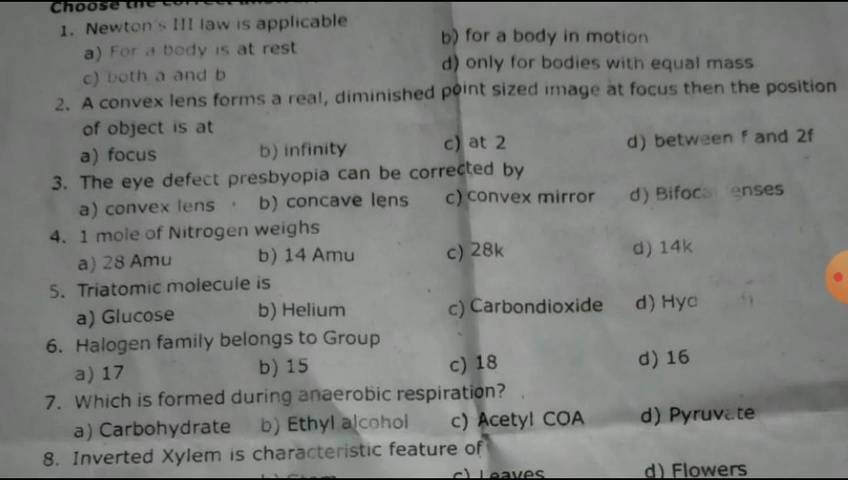 Choose the
1. Newton's III law is applicable
a) For a body is at rest
b) for a body in motion
c) both a and b
d) only for bodies with equal mass
2. A convex lens forms a real, diminished point sized image at focus then the position
of object is at
a) focus b) infinity c) at 2 d) between f and 2f
3. The eye defect presbyopia can be corrected by
a) convex lens b) concave lens c) convex mirror d) Bifocal enses
4. 1 mole of Nitrogen weighs
a) 28 Amu b) 14 Amu c) 28k d) 14k
5. Triatomic molecule is
a) Glucose b) Helium c) Carbondioxide d) Hyd
6. Halogen family belongs to Group
a) 17 b) 15 c) 18 d) 16
7. Which is formed during anaerobic respiration?
a) Carbohydrate b) Ethyl alcohol c) Acetyl COA d) Pyruvate
8. Inverted Xylem is characteristic feature of
c) Leaves d) Flowers